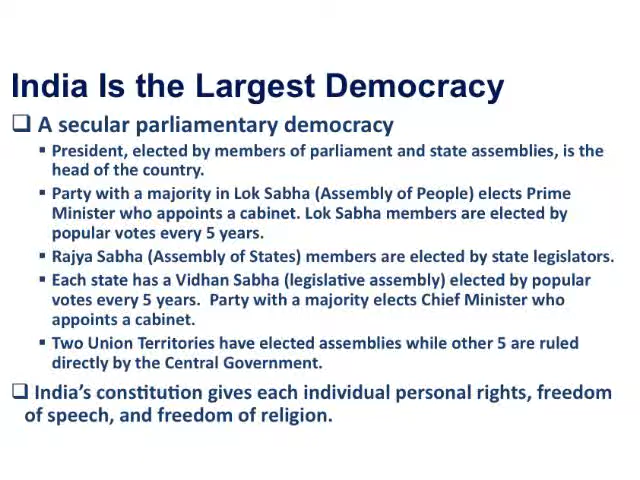 India Is the Largest Democracy
❑ A secular parliamentary democracy
▪ President, elected by members of parliament and state assemblies, is the
head of the country.
▪ Party with a majority in Lok Sabha (Assembly of People) elects Prime
Minister who appoints a cabinet. Lok Sabha members are elected by
popular votes every 5 years.
▪ Rajya Sabha (Assembly of States) members are elected by state legislators.
▪ Each state has a Vidhan Sabha (legislative assembly) elected by popular
votes every 5 years.  Party with a majority elects Chief Minister who
appoints a cabinet.
▪ Two Union Territories have elected assemblies while other 5 are ruled
directly by the Central Government.
❑ India’s constitution gives each individual personal rights, freedom
of speech, and freedom of religion.